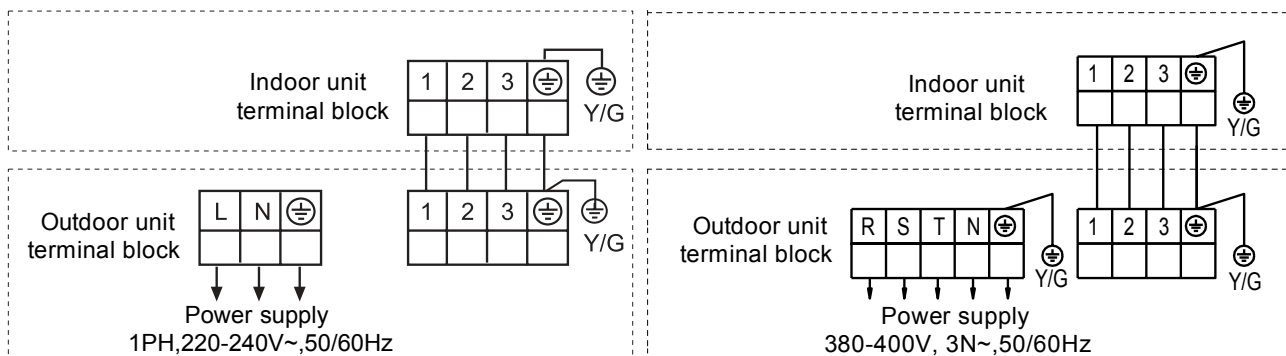 Indoor unit
terminal block
1 2 3
Y/G
Outdoor unit
terminal block
L N
1 2 3
Y/G
Power supply
1PH,220-240V~,50/60Hz
Indoor unit
terminal block
1 2 3
Y/G
Outdoor unit
terminal block
R S T N
Y/G
1 2 3
Y/G
Power supply
380-400V, 3N~,50/60Hz